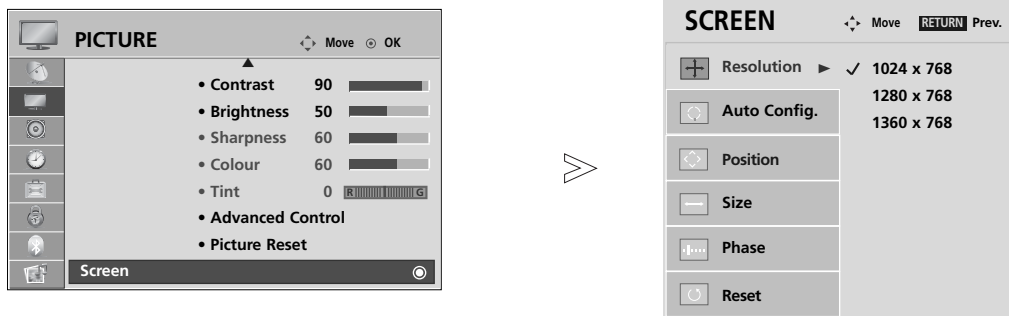 PICTURE
Move OK
• Contrast 90
• Brightness 50
• Sharpness 60
• Colour 60
• Tint 0 R G
• Advanced Control
• Picture Reset
Screen
SCREEN
Move RETURN Prev.
Resolution ► ✓ 1024 x 768
1280 x 768
1360 x 768
Auto Config.
Position
Size
Phase
Reset